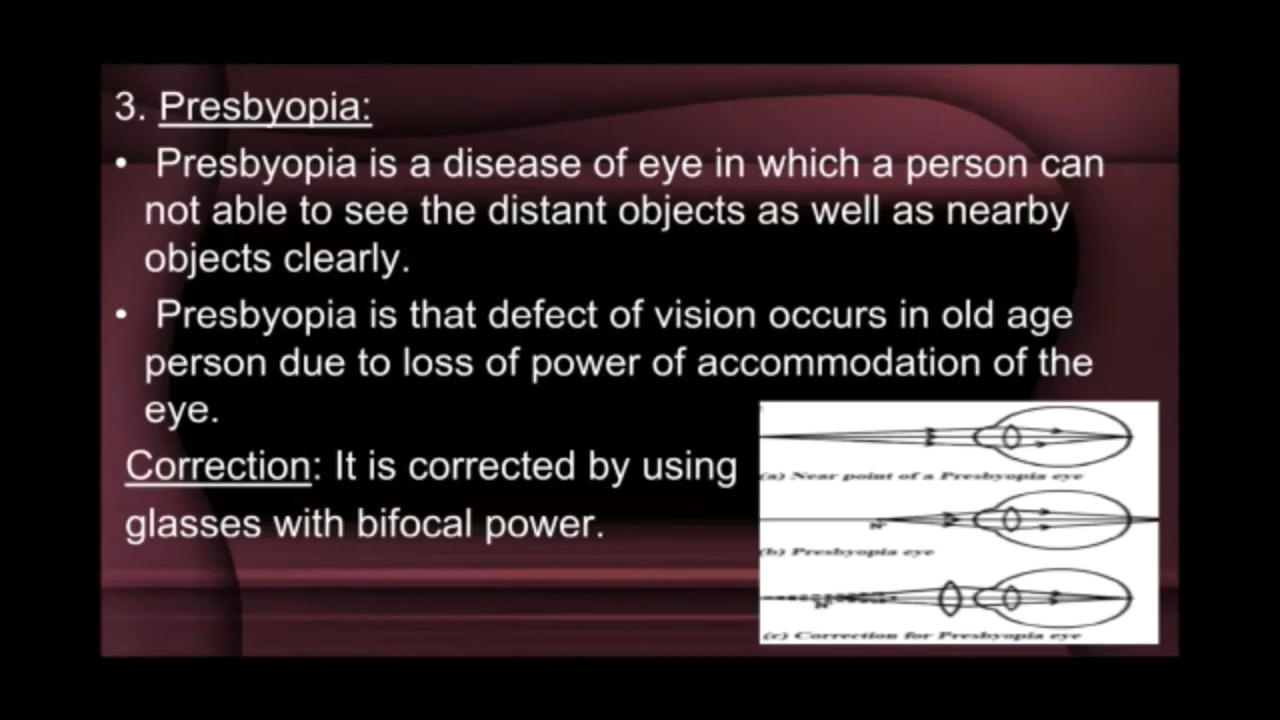 3. Presbyopia:
• Presbyopia is a disease of eye in which a person can
not able to see the distant objects as well as nearby
objects clearly.
• Presbyopia is that defect of vision occurs in old age
person due to loss of power of accommodation of the
eye.
Correction: It is corrected by using
glasses with bifocal power.
(a) Near point of a Presbyopia eye
N'
(b) Presbyopia eye
N'
(c) Correction for Presbyopia eye